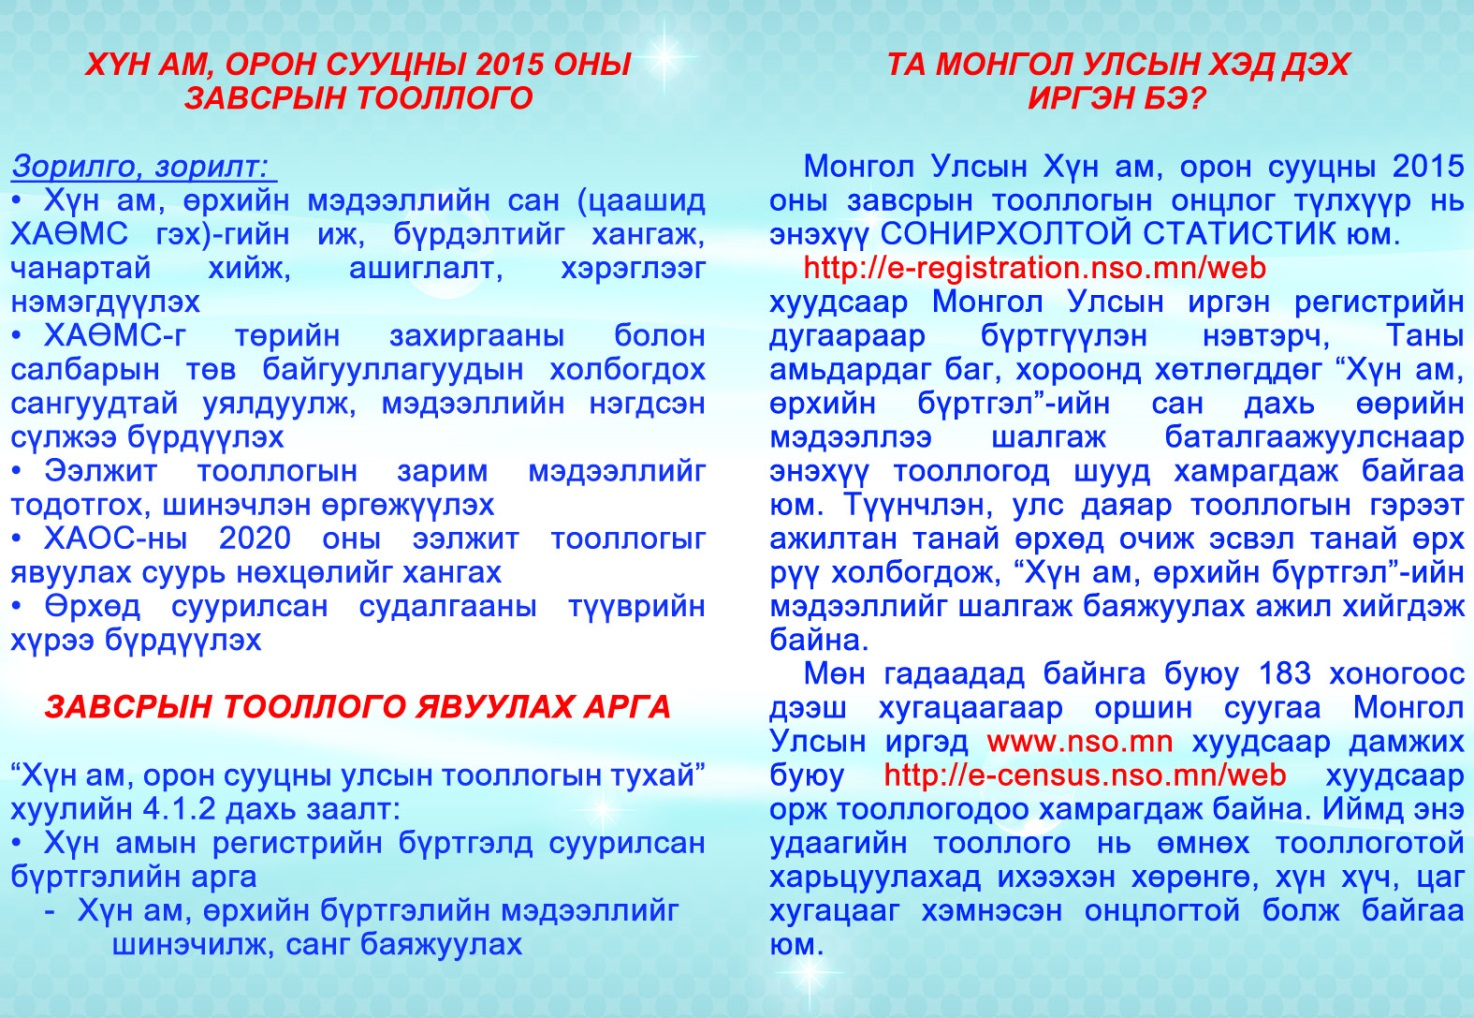 ХҮН АМ, ОРОН СУУЦНЫ 2015 ОНЫ
ЗАВСРЫН ТООЛЛОГО
Зорилго, зорилт:
• Хүн ам, өрхийн мэдээллийн сан (цаашид
ХАӨМС гэх)-гийн иж, бүрдэлтийг хангаж,
чанартай хийж, ашиглалт, хэрэглээг
нэмэгдүүлэх
• ХАӨМС-г төрийн захиргааны болон
салбарын төв байгууллагуудын холбогдох
сангуудтай уялдуулж, мэдээллийн нэгдсэн
сүлжээ бүрдүүлэх
• Ээлжит тооллогын зарим мэдээллийг
тодотгох, шинэчлэн өргөжүүлэх
• ХАОС-ны 2020 оны ээлжит тооллогыг
явуулах суурь нөхцөлийг хангах
• Өрхөд суурилсан судалгааны түүврийн
хүрээ бүрдүүлэх
ЗАВСРЫН ТООЛЛОГО ЯВУУЛАХ АРГА
“Хүн ам, орон сууцны улсын тооллогын тухай”
хуулийн 4.1.2 дахь заалт:
• Хүн амын регистрийн бүртгэлд суурилсан
бүртгэлийн арга
- Хүн ам, өрхийн бүртгэлийн мэдээллийг
шинэчилж, санг баяжуулах
ТА МОНГОЛ УЛСЫН ХЭД ДЭХ
ИРГЭН БЭ?
Монгол Улсын Хүн ам, орон сууцны 2015
оны завсрын тооллогын онцлог түлхүүр нь
энэхүү СОНИРХОЛТОЙ СТАТИСТИК юм.
http://e-registration.nso.mn/web
хуудсаар Монгол Улсын иргэн регистрийн
дугаараар бүртгүүлэн нэвтэрч, Таны
амьдардаг баг, хороонд хөтлөгддөг “Хүн ам,
өрхийн бүртгэл”-ийн сан дахь өөрийн
мэдээллээ шалгаж баталгаажуулснаар
энэхүү тооллогод шууд хамрагдаж байгаа
юм. Түүнчлэн, улс даяар тооллогын гэрээт
ажилтан танай өрхөд очиж эсвэл танай өрх
рүү холбогдож, “Хүн ам, өрхийн бүртгэл”-ийн
мэдээллийг шалгаж баяжуулах ажил хийгдэж
байна.
Мөн гадаадад байнга буюу 183 хоногоос
дээш хугацаагаар оршин суугаа Монгол
Улсын иргэд www.nso.mn хуудсаар дамжих
буюу http://e-census.nso.mn/web хуудсаар
орж тооллогодоо хамрагдаж байна. Иймд энэ
удаагийн тооллого нь өмнөх тооллоготой
харьцуулахад ихээхэн хөрөнгө, хүн хүч, цаг
хугацааг хэмнэсэн онцлогтой болж байгаа
юм.